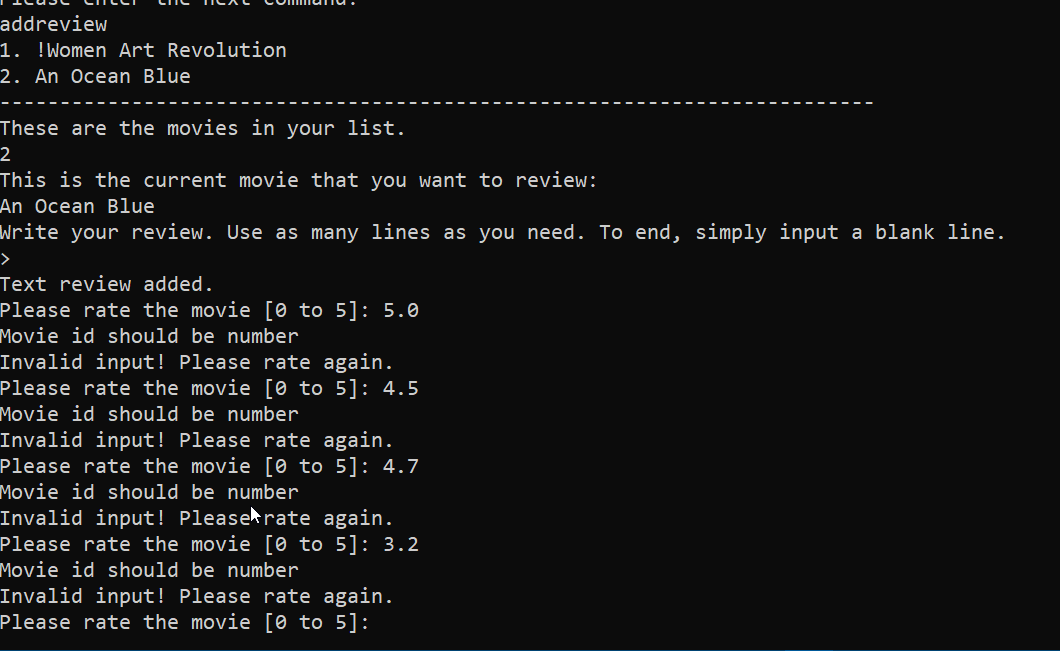 Please enter the next command.
addreview
1. !Women Art Revolution
2. An Ocean Blue
-------------------------------------------------------------------------
These are the movies in your list.
2
This is the current movie that you want to review:
An Ocean Blue
Write your review. Use as many lines as you need. To end, simply input a blank line.
>
Text review added.
Please rate the movie [0 to 5]: 5.0
Movie id should be number
Invalid input! Please rate again.
Please rate the movie [0 to 5]: 4.5
Movie id should be number
Invalid input! Please rate again.
Please rate the movie [0 to 5]: 4.7
Movie id should be number
Invalid input! Please rate again.
Please rate the movie [0 to 5]: 3.2
Movie id should be number
Invalid input! Please rate again.
Please rate the movie [0 to 5]: